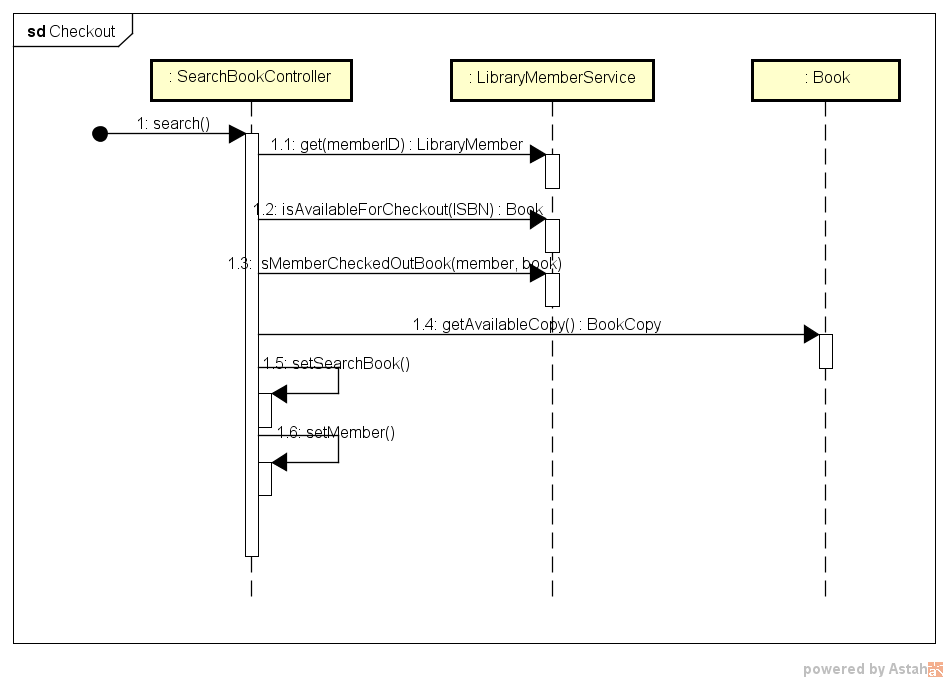 sd Checkout
: SearchBookController
: LibraryMemberService
: Book
1: search()
1.1: get(memberID) : LibraryMember
1.2: isAvailableForCheckout(ISBN) : Book
1.3: isMemberCheckedOutBook(member, book)
1.4: getAvailableCopy() : BookCopy
1.5: setSearchBook()
1.6: setMember()
powered by Astah